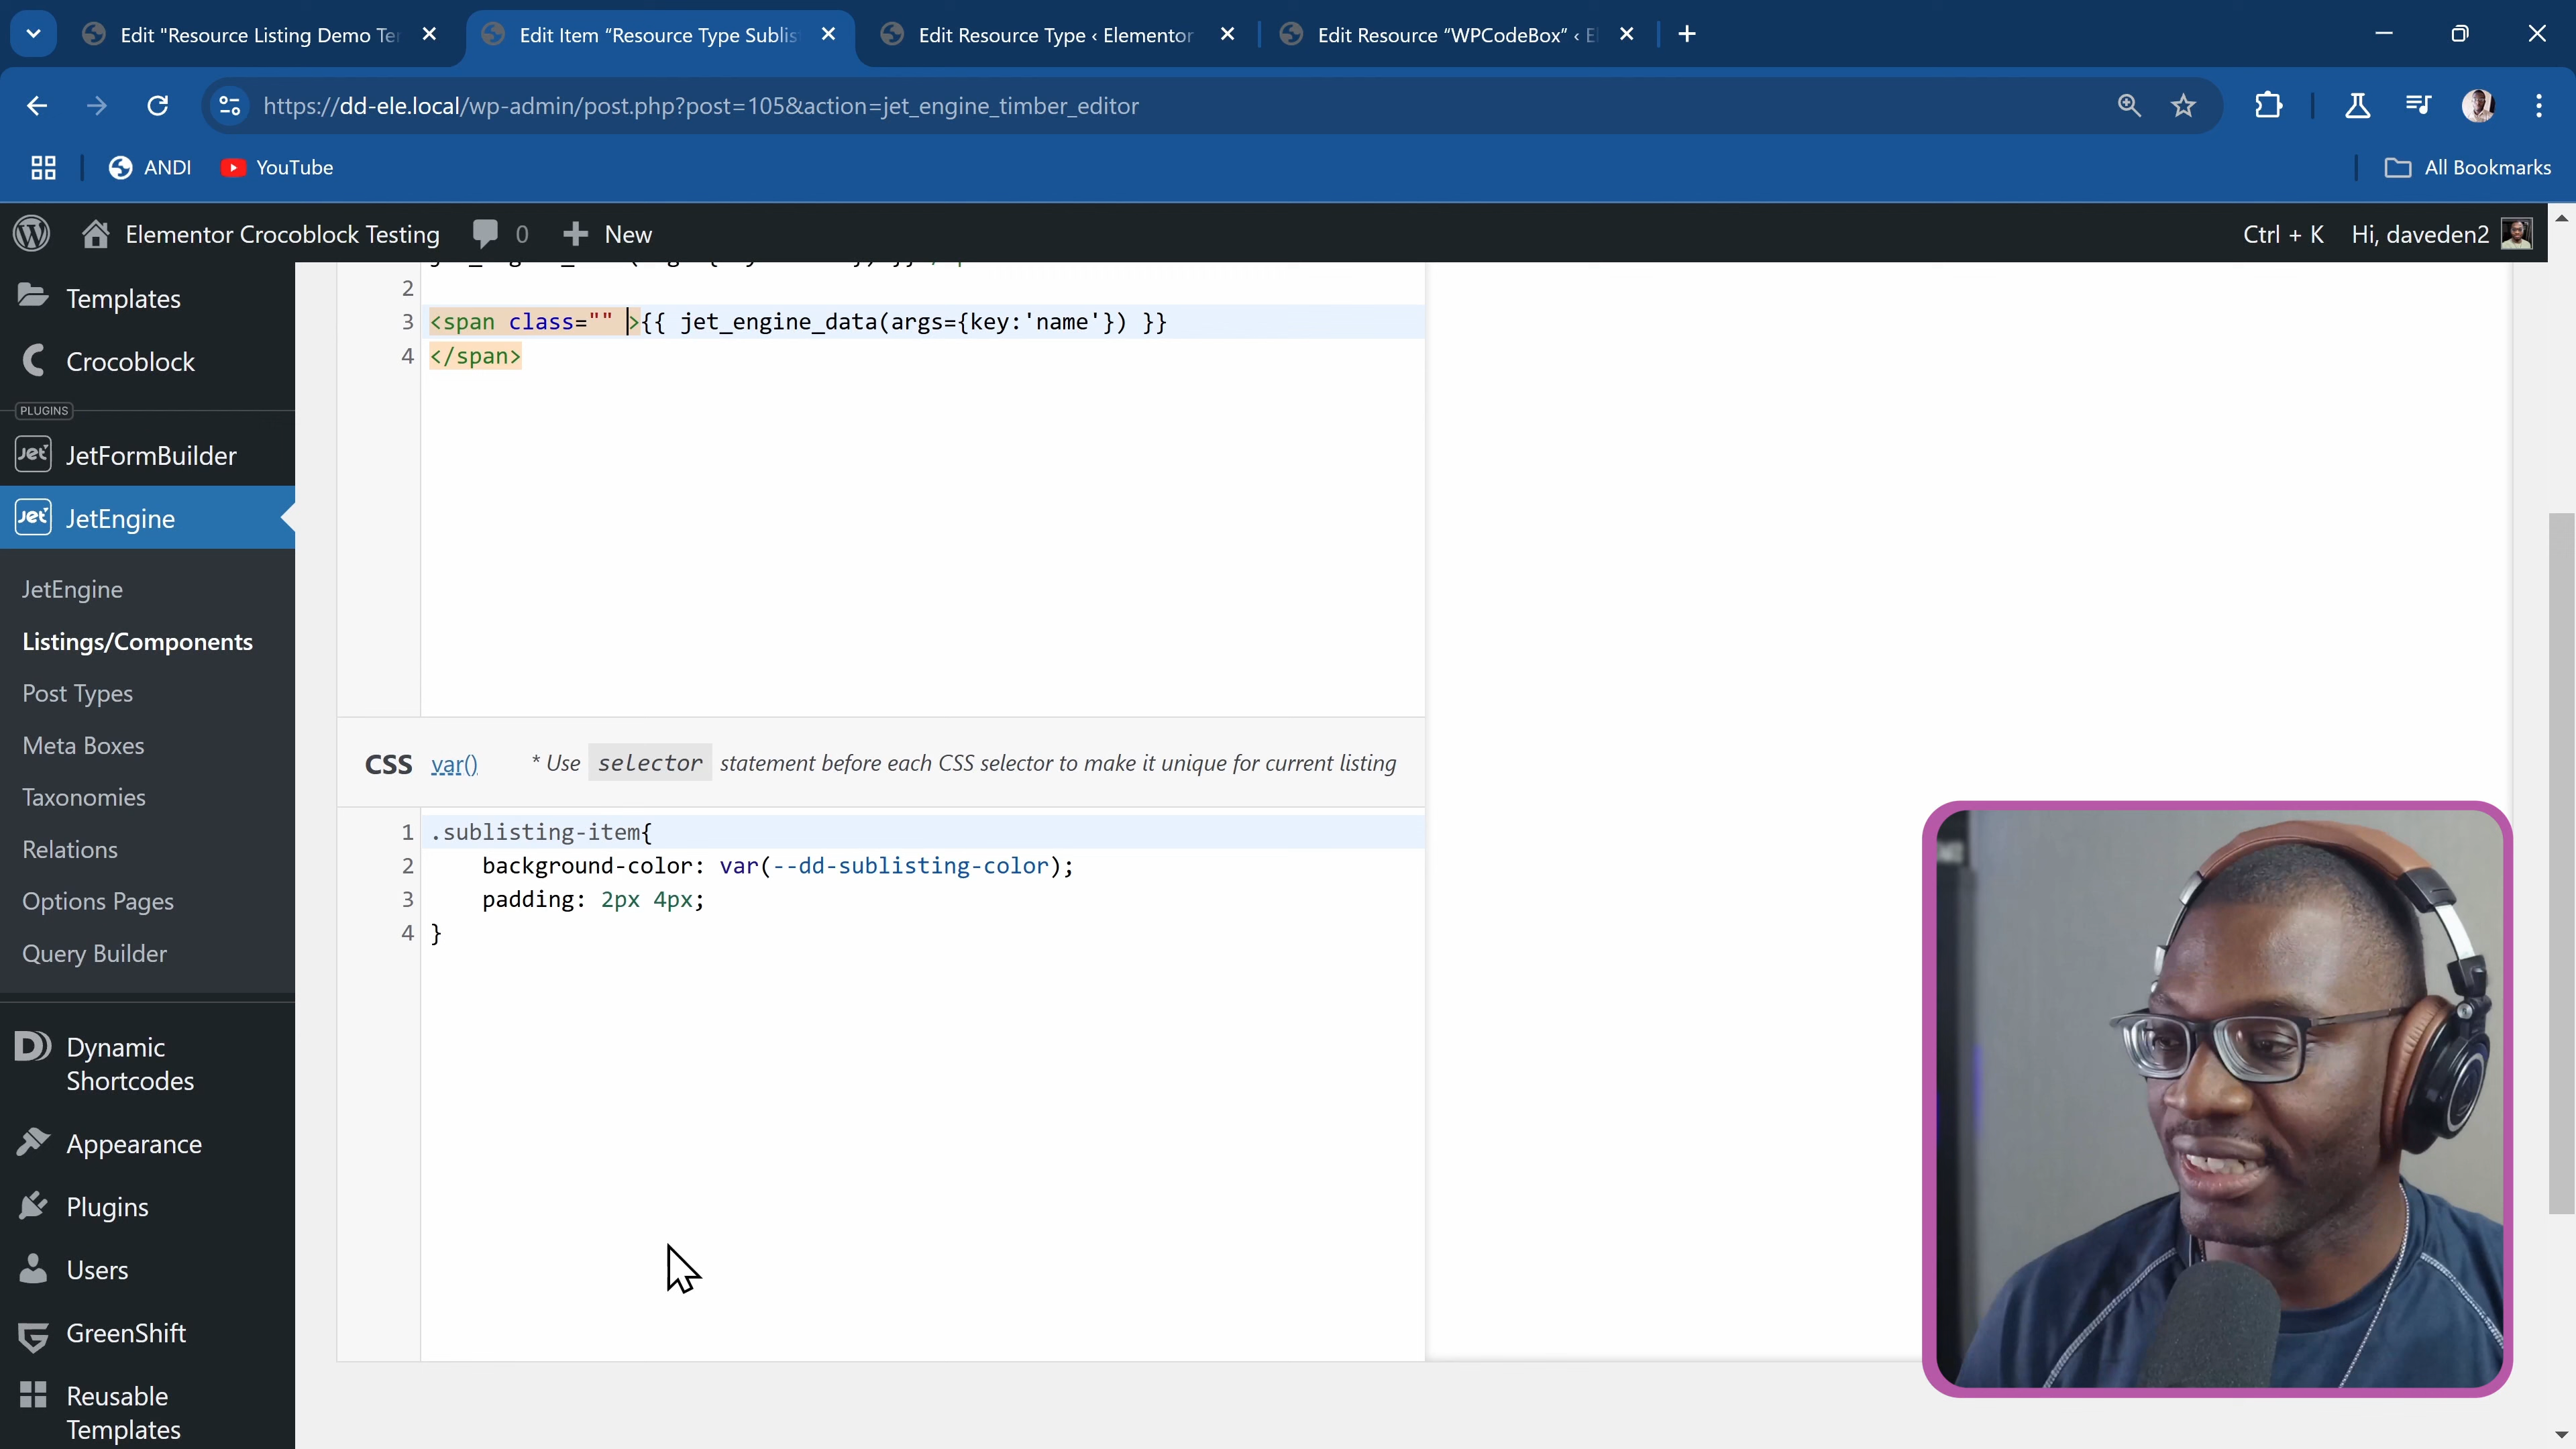 Edit "Resource Listing Demo Ter
Edit Item “Resource Type Sublis
Edit Resource Type ‹ Elementor
Edit Resource “WPCodeBox” ‹ E
https://dd-ele.local/wp-admin/post.php?post=105&action=jet_engine_timber_editor
ANDI
YouTube
All Bookmarks
Elementor Crocoblock Testing
0
New
Ctrl + K
Hi, daveden2
Templates
Crocoblock
PLUGINS
JetFormBuilder
JetEngine
JetEngine
Listings/Components
Post Types
Meta Boxes
Taxonomies
Relations
Options Pages
Query Builder
Dynamic
Shortcodes
Appearance
Plugins
Users
GreenShift
Reusable
Templates
2
3 <span class="" >{{ jet_engine_data(args={key:'name'}) }}
4 </span>
CSS var() * Use selector statement before each CSS selector to make it unique for current listing
1 .sublisting-item{
2 background-color: var(--dd-sublisting-color);
3 padding: 2px 4px;
4 }